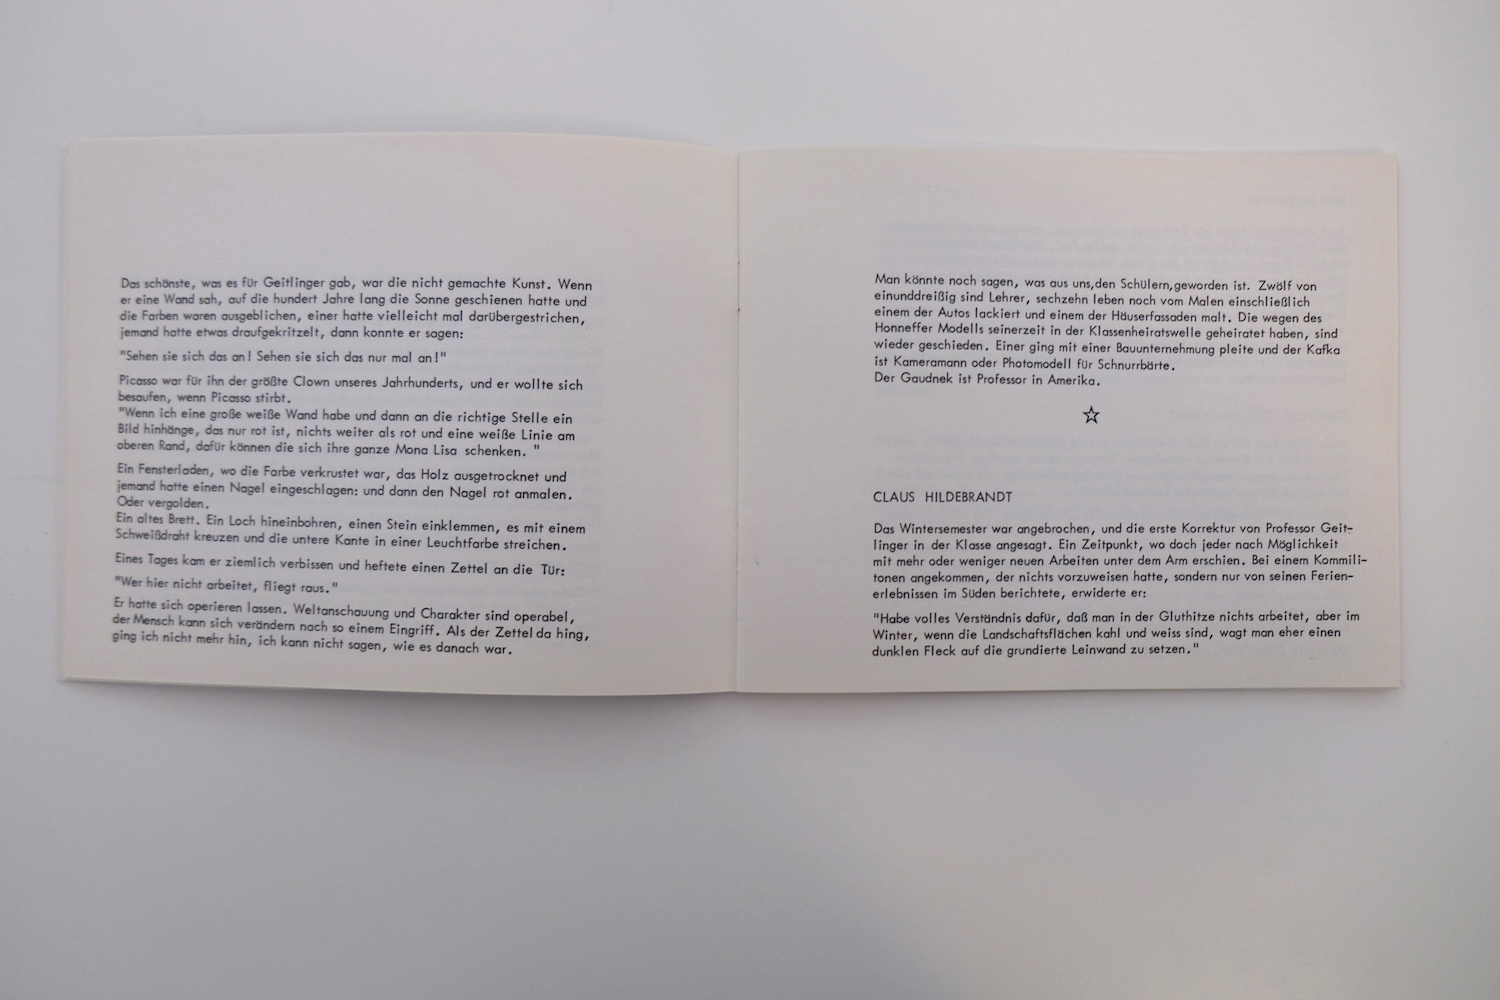 Das schönste, was es für Geitlinger gab, war die nicht gemachte Kunst. Wenn
er eine Wand sah, auf die hundert Jahre lang die Sonne geschienen hatte und
die Farben waren ausgeblichen, einer hatte vielleicht mal darübergestrichen,
jemand hatte etwas draufgekritzelt, dann konnte er sagen:
"Sehen sie sich das an! Sehen sie sich das nur mal an!"
Picasso war für ihn der größte Clown unseres Jahrhunderts, und er wollte sich
besaufen, wenn Picasso stirbt.
"Wenn ich eine große weiße Wand habe und dann an die richtige Stelle ein
Bild hinhänge, das nur rot ist, nichts weiter als rot und eine weiße Linie am
oberen Rand, dafür können die sich ihre ganze Mona Lisa schenken. "
Ein Fensterladen, wo die Farbe verkrustet war, das Holz ausgetrocknet und
jemand hatte einen Nagel eingeschlagen: und dann den Nagel rot anmalen.
Oder vergolden.
Ein altes Brett. Ein Loch hineinbohren, einen Stein einklemmen, es mit einem
Schweißdraht kreuzen und die untere Kante in einer Leuchtfarbe streichen.
Eines Tages kam er ziemlich verbissen und heftete einen Zettel an die Tür:
"Wer hier nicht arbeitet, fliegt raus."
Er hatte sich operieren lassen. Weltanschauung und Charakter sind operabel,
der Mensch kann sich verändern nach so einem Eingriff. Als der Zettel da hing,
ging ich nicht mehr hin, ich kann nicht sagen, wie es danach war.
Man könnte noch sagen, was aus uns,den Schülern,geworden ist. Zwölf von
einunddreißig sind Lehrer, sechzehn leben noch vom Malen einschließlich
einem der Autos lackiert und einem der Häuserfassaden malt. Die wegen des
Honneffer Modells seinerzeit in der Klassenheiratswelle geheiratet haben, sind
wieder geschieden. Einer ging mit einer Bauunternehmung pleite und der Kafka
ist Kameramann oder Photomodell für Schnurrbärte.
Der Gaudnek ist Professor in Amerika.
CLAUS HILDEBRANDT
Das Wintersemester war angebrochen, und die erste Korrektur von Professor Geit-
linger in der Klasse angesagt. Ein Zeitpunkt, wo doch jeder nach Möglichkeit
mit mehr oder weniger neuen Arbeiten unter dem Arm erschien. Bei einem Kommili-
tonen angekommen, der nichts vorzuweisen hatte, sondern nur von seinen Ferien-
erlebnissen im Süden berichtete, erwiderte er:
"Habe volles Verständnis dafür, daß man in der Gluthitze nichts arbeitet, aber im
Winter, wenn die Landschaftsflächen kahl und weiss sind, wagt man eher einen
dunklen Fleck auf die grundierte Leinwand zu setzen."